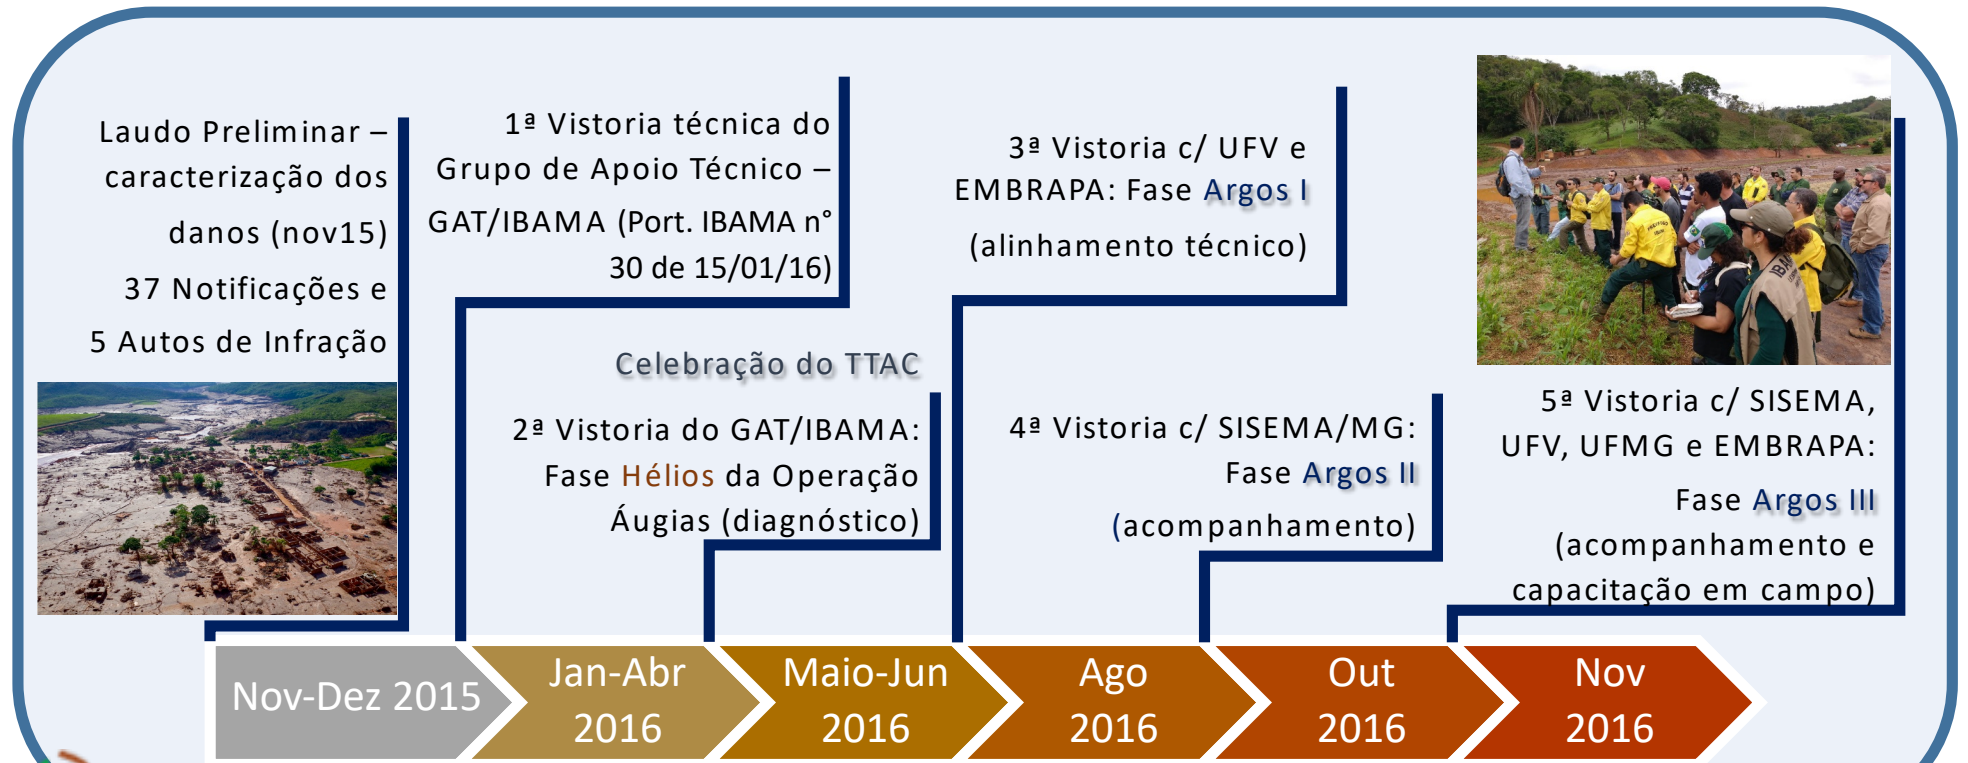 Laudo Preliminar –
caracterização dos
danos (nov15)
37 Notificações e
5 Autos de Infração
1ª Vistoria técnica do
Grupo de Apoio Técnico –
GAT/IBAMA (Port. IBAMA n°
30 de 15/01/16)
Celebração do TTAC
2ª Vistoria do GAT/IBAMA:
Fase Hélios da Operação
Áugias (diagnóstico)
3ª Vistoria c/ UFV e
EMBRAPA: Fase Argos I
(alinhamento técnico)
4ª Vistoria c/ SISEMA/MG:
Fase Argos II
(acompanhamento)
5ª Vistoria c/ SISEMA,
UFV, UFMG e EMBRAPA:
Fase Argos III
(acompanhamento e
capacitação em campo)
Nov-Dez 2015
Jan-Abr
2016
Maio-Jun
2016
Ago
2016
Out
2016
Nov
2016